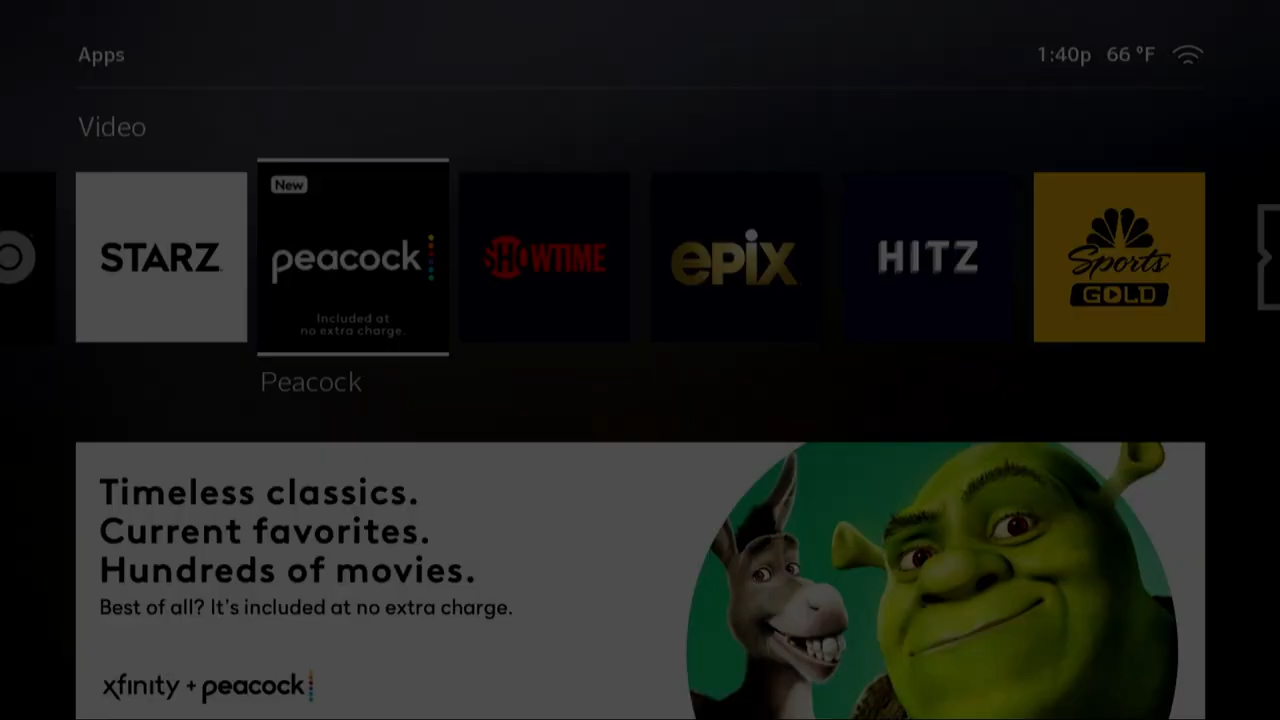 Apps
1:40p 66 °F
Video
STARZ
New
peacock
Included at
no extra charge.
SHOWTIME
epix
HITZ
Sports
GOLD
Peacock
Timeless classics.
Current favorites.
Hundreds of movies.
Best of all? It's included at no extra charge.
xfinity + peacock